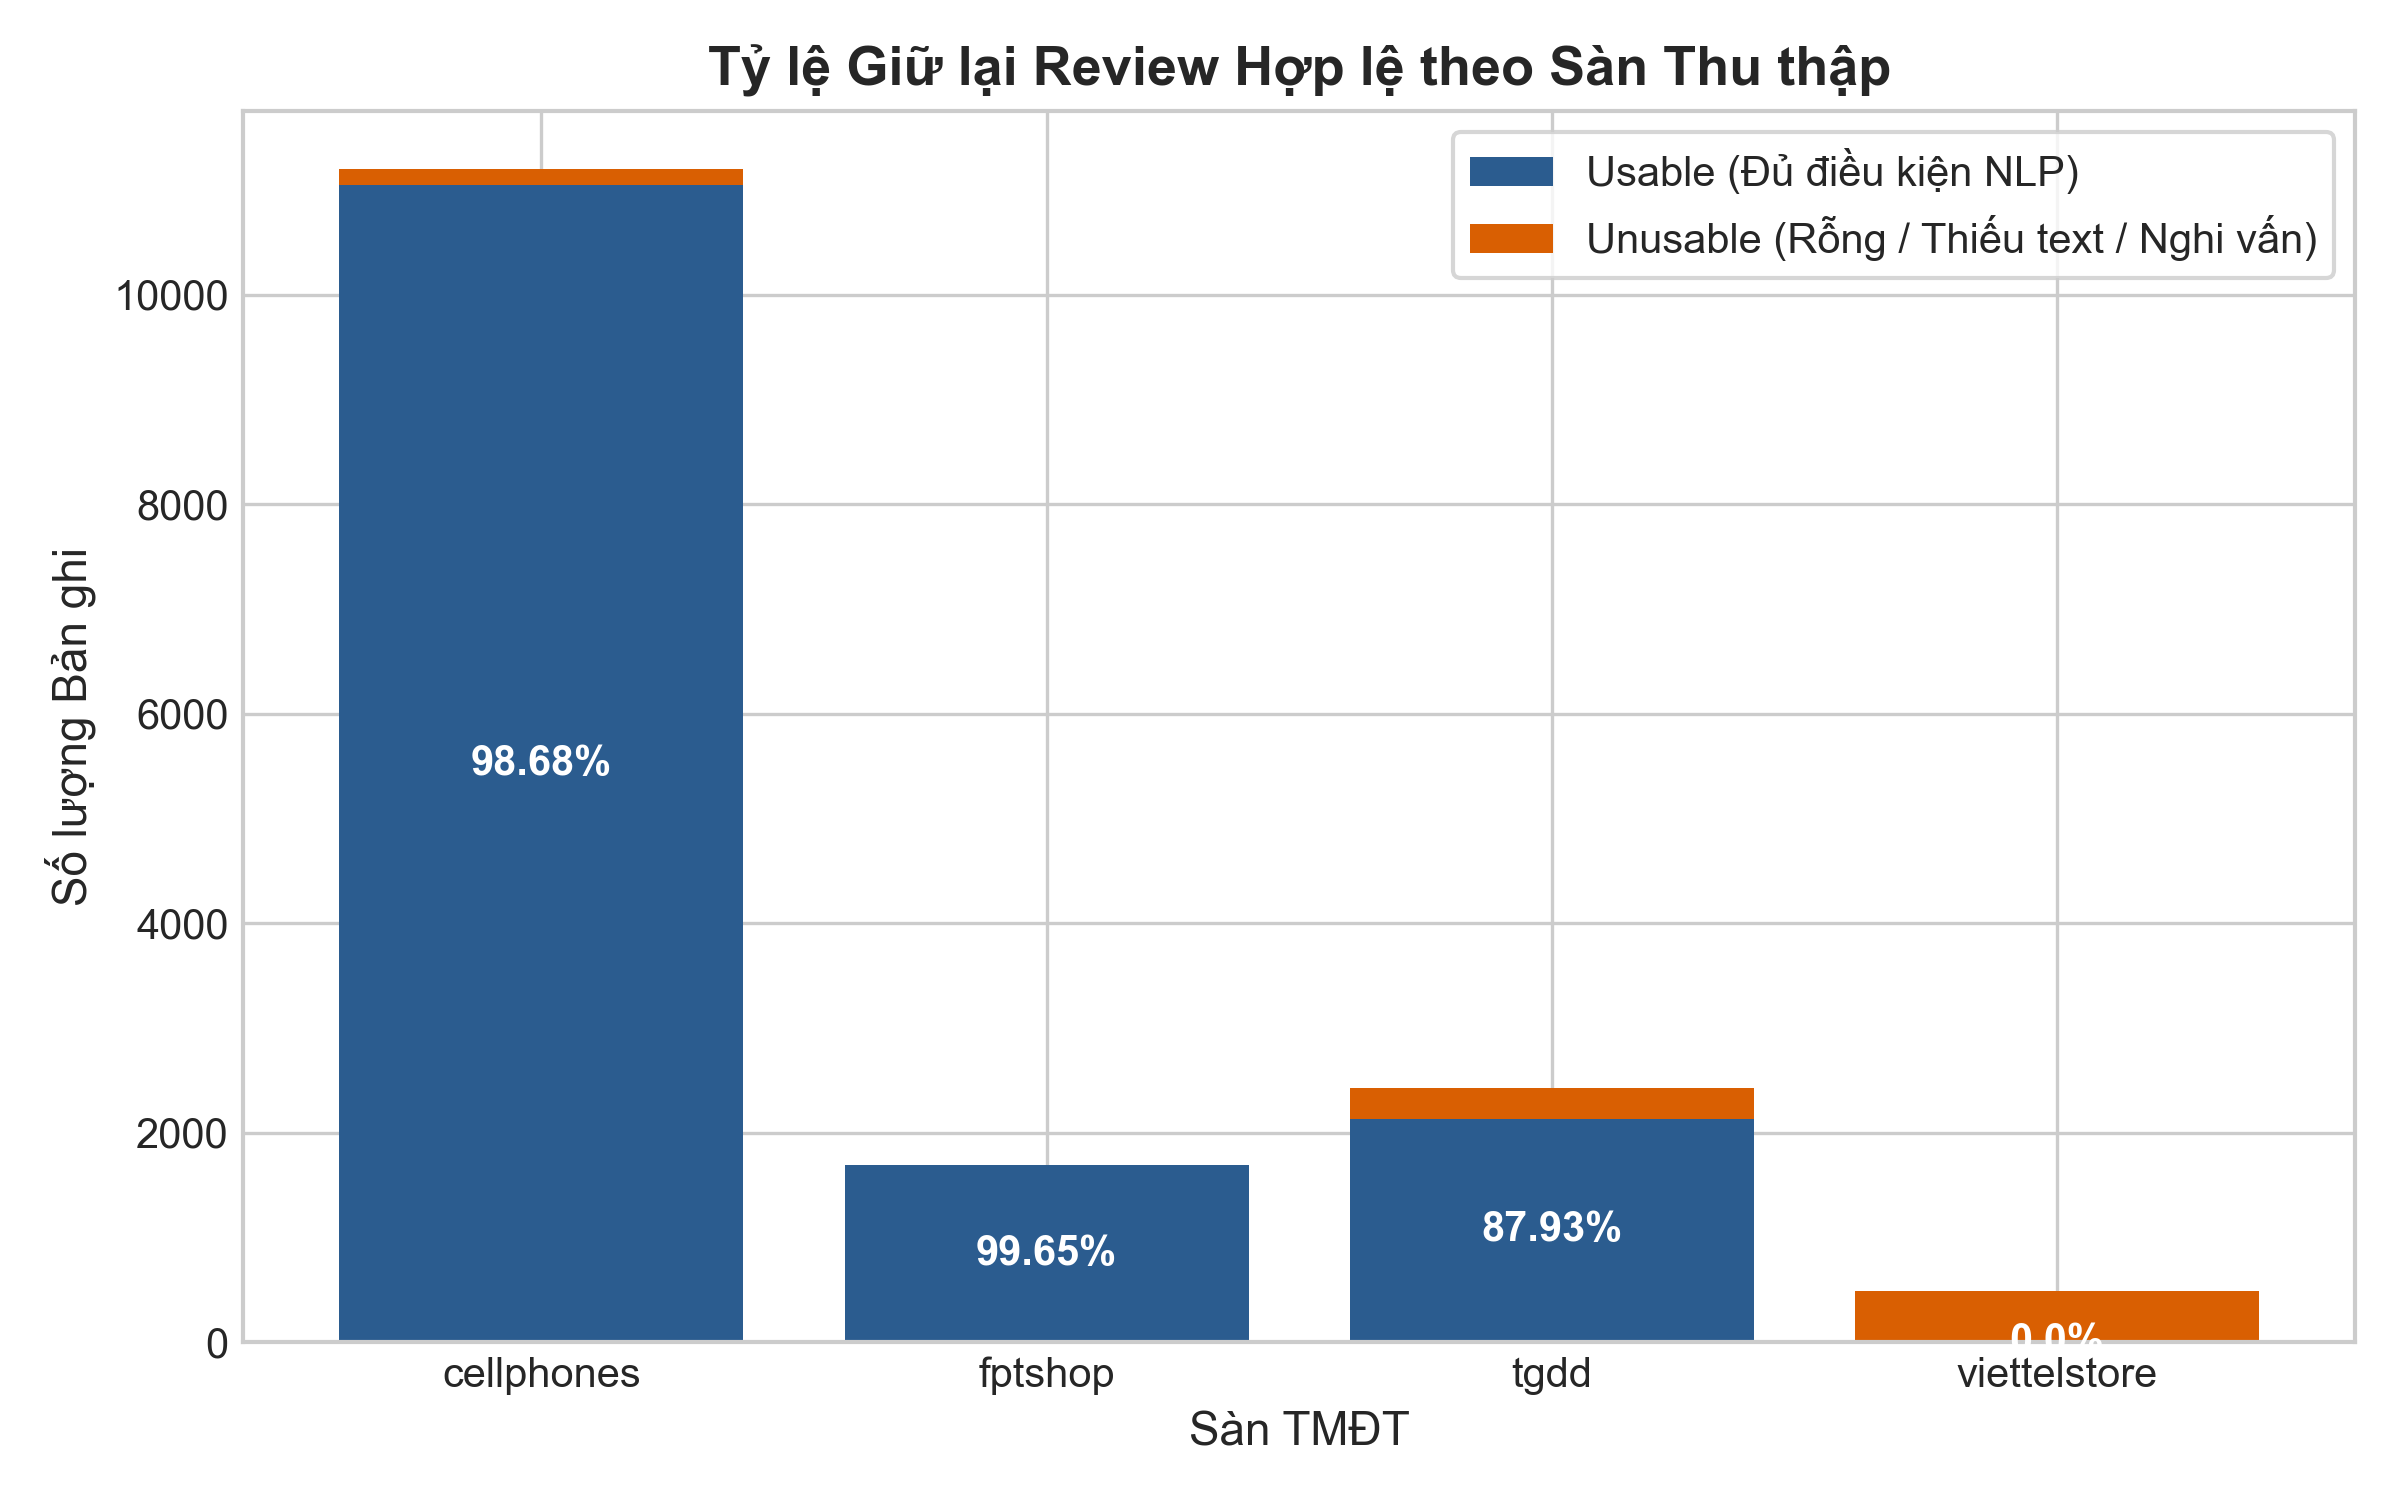 Tỷ lệ Giữ lại Review Hợp lệ theo Sàn Thu thập
Usable (Đủ điều kiện NLP)
Unusable (Rỗng / Thiếu text / Nghi vấn)
Số lượng Bản ghi
10000
8000
6000
4000
2000
0
98.68%
99.65%
87.93%
0.0%
cellphones
fptshop
tgdd
viettelstore
Sàn TMĐT